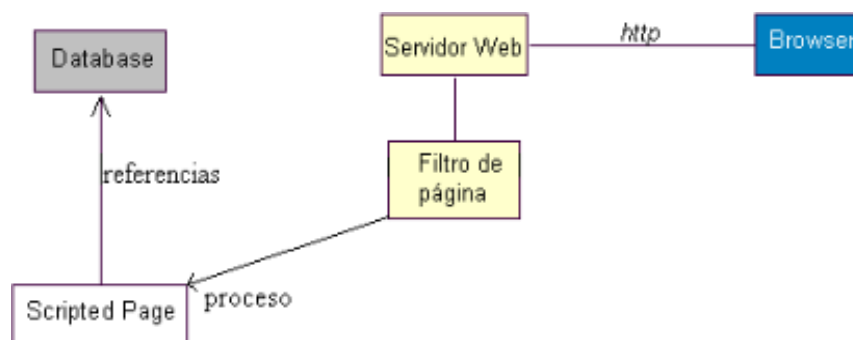 Database
Servidor Web
http
Browser
referencias
Filtro de
página
Scripted Page
proceso